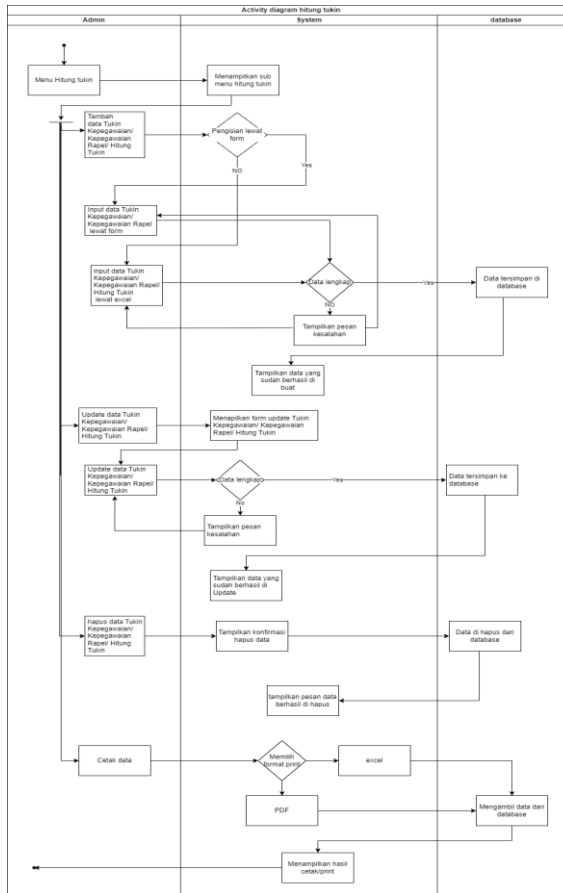 Activity diagram hitung tukin
Admin
System
database
Menu Hitung tukin
Menampilkan sub
menu hitung tukin
Tambah
data Tukin
Kepegawaian/
Kepegawaian
Rapel/ Hitung
Tukin
Pengisian lewat
form
Yes
NO
Input data Tukin
Kepegawaian/
Kepegawaian Rapel
lewat form
input data Tukin
Kepegawaian/
Kepegawaian Rapel/
Hitung Tukin
lewat excel
Data lengkap
Yes
Data tersimpan di
database
NO
Tampilkan pesan
kesalahan
Tampilkan data yang
sudah berhasil di
buat
Update data Tukin
Kepegawaian/
Kepegawaian Rapel/
Hitung Tukin
Menapilkan form update Tukin
Kepegawaian/ Kepegawaian
Rapel/ Hitung Tukin
Update data Tukin
Kepegawaian/
Kepegawaian Rapel/
Hitung Tukin
Data lengkap
Yes
Data tersimpan ke
database
No
Tampilkan pesan
kesalahan
Tampilkan data yang
sudah berhasil di
Update
hapus data Tukin
Kepegawaian/
Kepegawaian
Rapel/ Hitung
Tukin
Tampilkan konfirmasi
hapus data
Data di hapus dari
database
tampilkan pesan data
berhasil di hapus
Cetak data
Memilih
format print
excel
PDF
Mengambil data dari
database
Menampilkan hasil
cetak/print